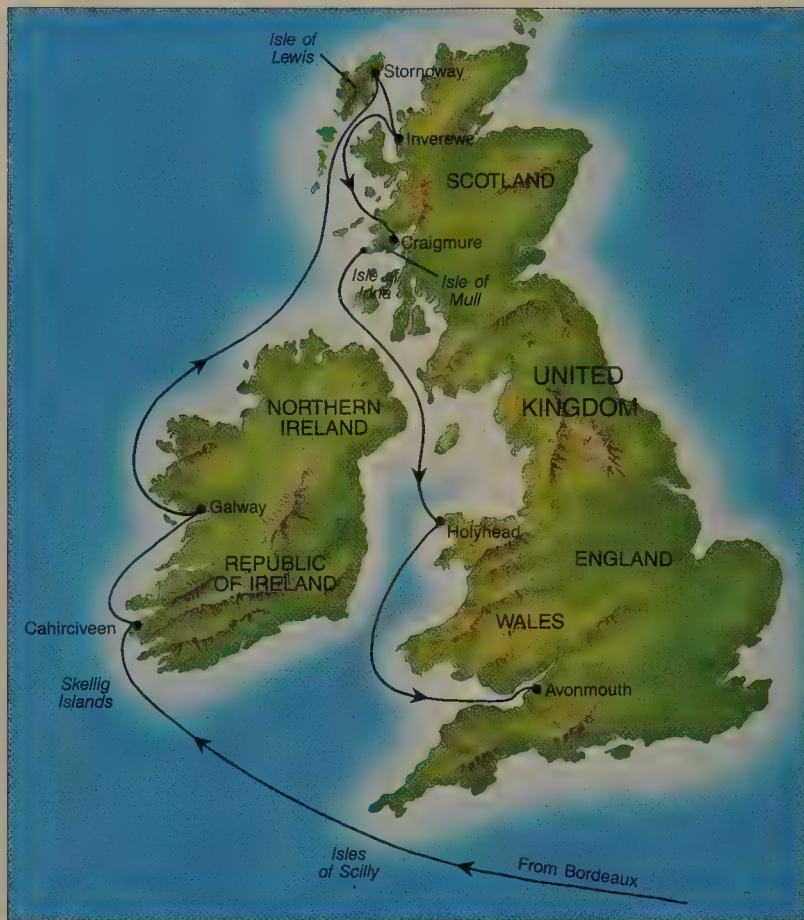 Isle of
Lewis
Stornoway
Inverewe
SCOTLAND
Craigmure
Isle of
Iona
Isle of
Mull
UNITED
KINGDOM
NORTHERN
IRELAND
Galway
Holyhead
REPUBLIC
OF IRELAND
ENGLAND
Cahirciveen
WALES
Skellig
Islands
Avonmouth
Isles
of Scilly
From Bordeaux